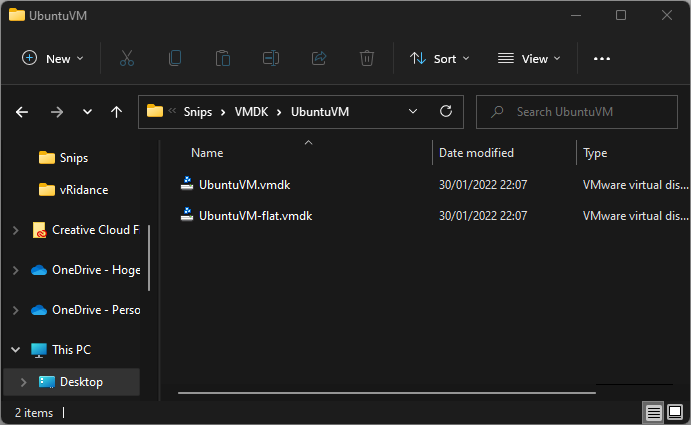 UbuntuVM
New Sort View
Snips VMDK UbuntuVM Search UbuntuVM
Name Date modified Type
Snips
vRidance
Creative Cloud F
OneDrive - Hoge
OneDrive - Perso
This PC
Desktop
UbuntuVM.vmdk 30/01/2022 22:07 VMware virtual dis...
UbuntuVM-flat.vmdk 30/01/2022 22:07 VMware virtual dis...
2 items